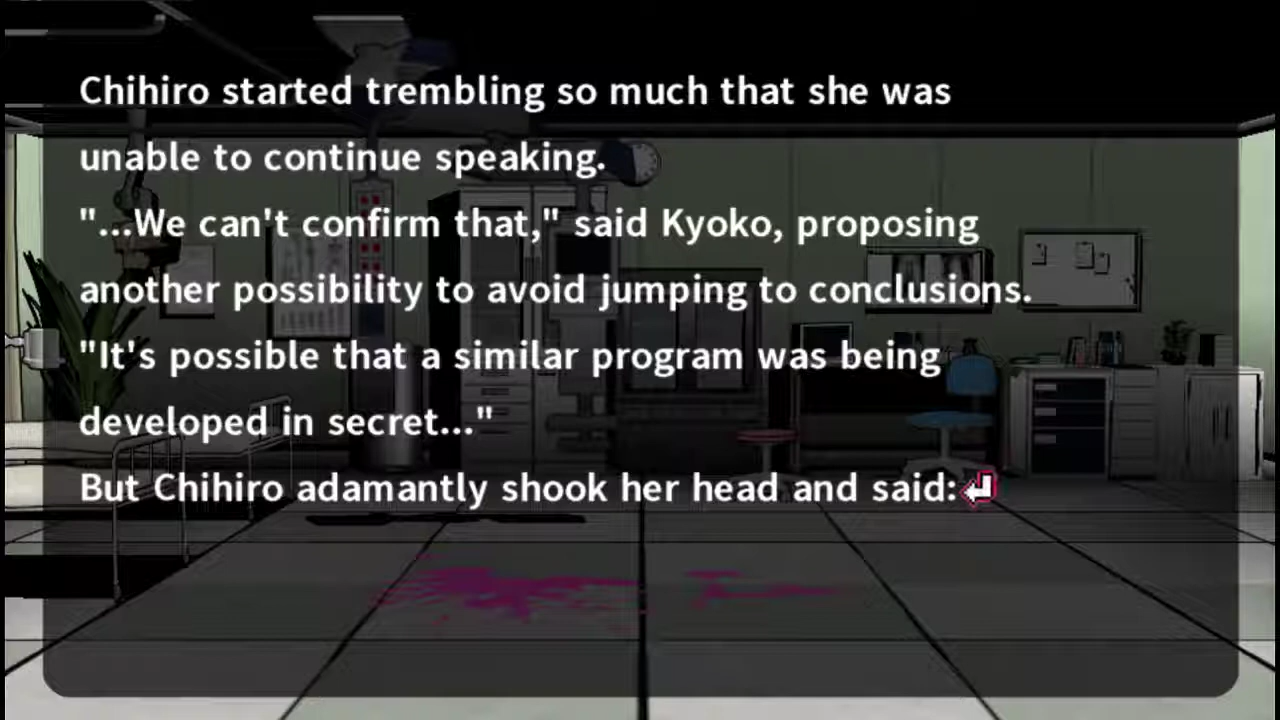 Chihiro started trembling so much that she was
unable to continue speaking.
"...We can't confirm that," said Kyoko, proposing
another possibility to avoid jumping to conclusions.
"It's possible that a similar program was being
developed in secret..."
But Chihiro adamantly shook her head and said: